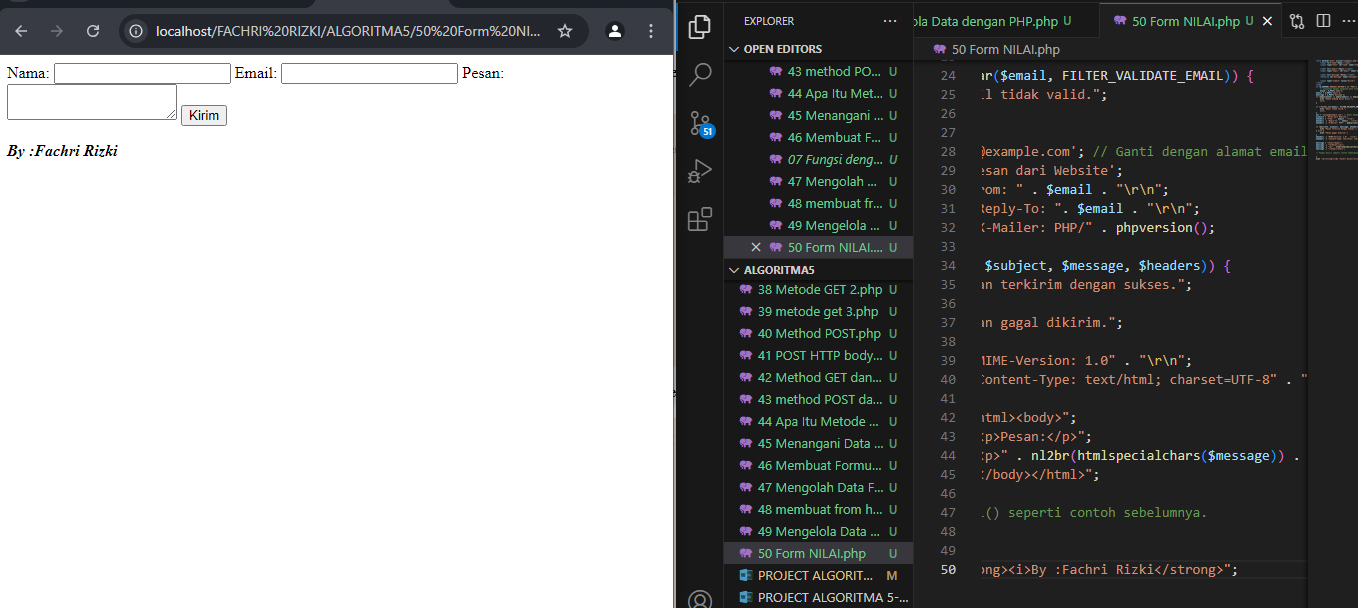 localhost/FACHRI%20RIZKI/ALGORITMA5/50%20Form%20NI...
Nama: Email: Pesan:
Kirim
By :Fachri Rizki
51
EXPLORER
OPEN EDITORS
43 method PO... U
44 Apa Itu Met... U
45 Menangani ... U
46 Membuat F... U
07 Fungsi deng... U
47 Mengolah ... U
48 membuat fr... U
49 Mengelola ... U
50 Form NILAI.... U
ALGORITMA5
38 Metode GET 2.php U
39 metode get 3.php U
40 Method POST.php U
41 POST HTTP body... U
42 Method GET dan... U
43 method POST da... U
44 Apa Itu Metode ... U
45 Menangani Data ... U
46 Membuat Formu... U
47 Mengolah Data F... U
48 membuat from h... U
49 Mengelola Data ... U
50 Form NILAI.php U
PROJECT ALGORIT... M
PROJECT ALGORITMA 5-...
ola Data dengan PHP.php U
50 Form NILAI.php U
50 Form NILAI.php
24 ar($email, FILTER_VALIDATE_EMAIL)) {
25 il tidak valid.";
26
27
28 @example.com'; // Ganti dengan alamat email
29 esan dari Website';
30 rom: " . $email . "\r\n";
31 Reply-To: ". $email . "\r\n";
32 X-Mailer: PHP/" . phpversion();
33
34 $subject, $message, $headers)) {
35 an terkirim dengan sukses.";
36
37 an gagal dikirim.";
38
39 MIME-Version: 1.0" . "\r\n";
40 Content-Type: text/html; charset=UTF-8" . "
41
42 html><body>";
43 <p>Pesan:</p>";
44 <p>" . nl2br(htmlspecialchars($message)) .
45 </body></html>";
46
47 l() seperti contoh sebelumnya.
48
49
50 ong><i>By :Fachri Rizki</strong>";